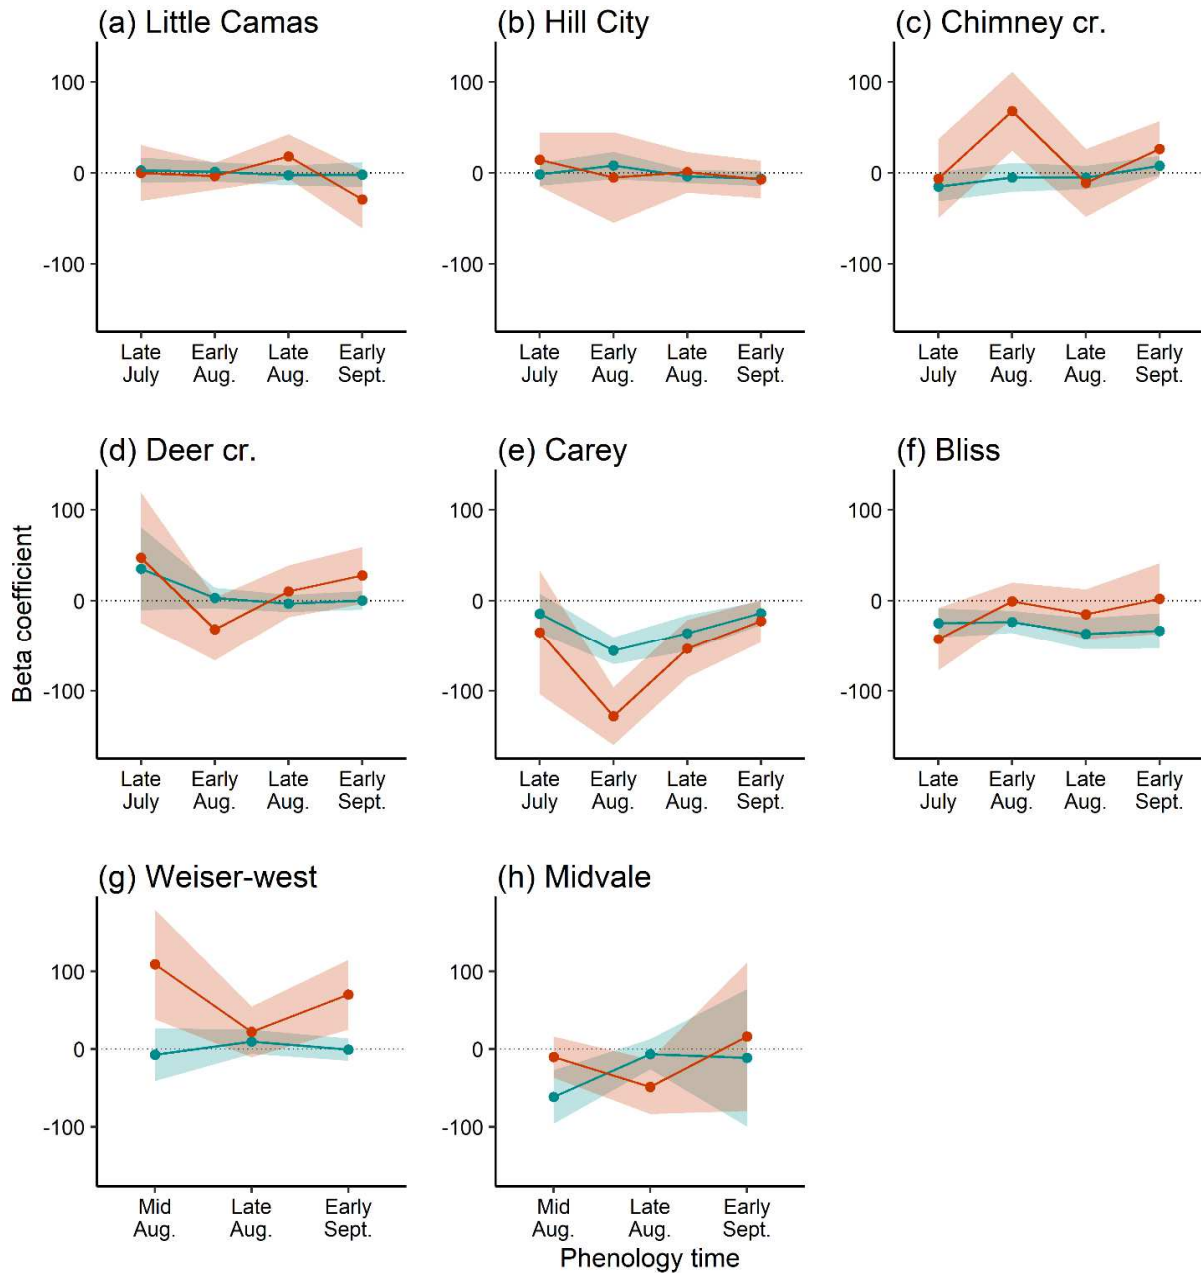 (a) Little Camas
(b) Hill City
(c) Chimney cr.
100
0
-100
100
0
-100
100
0
-100
Late Early Late Early
July Aug. Aug. Sept.
Late Early Late Early
July Aug. Aug. Sept.
Late Early Late Early
July Aug. Aug. Sept.
(d) Deer cr.
(e) Carey
(f) Bliss
Beta coefficient
100
0
-100
100
0
-100
100
0
-100
Late Early Late Early
July Aug. Aug. Sept.
Late Early Late Early
July Aug. Aug. Sept.
Late Early Late Early
July Aug. Aug. Sept.
(g) Weiser-west
(h) Midvale
100
0
-100
100
0
-100
Mid Late Early
Aug. Aug. Sept.
Mid Late Early
Aug. Aug. Sept.
Phenology time